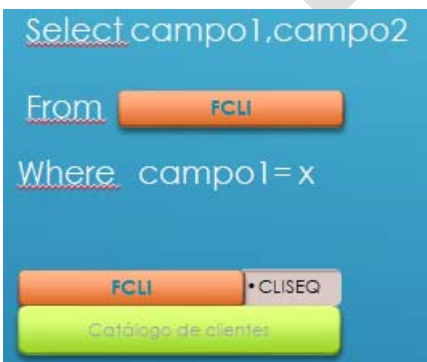 Select campo1,campo2
From FCLI
Where campo1= x
FCLI • CLISEQ
Catálogo de clientes